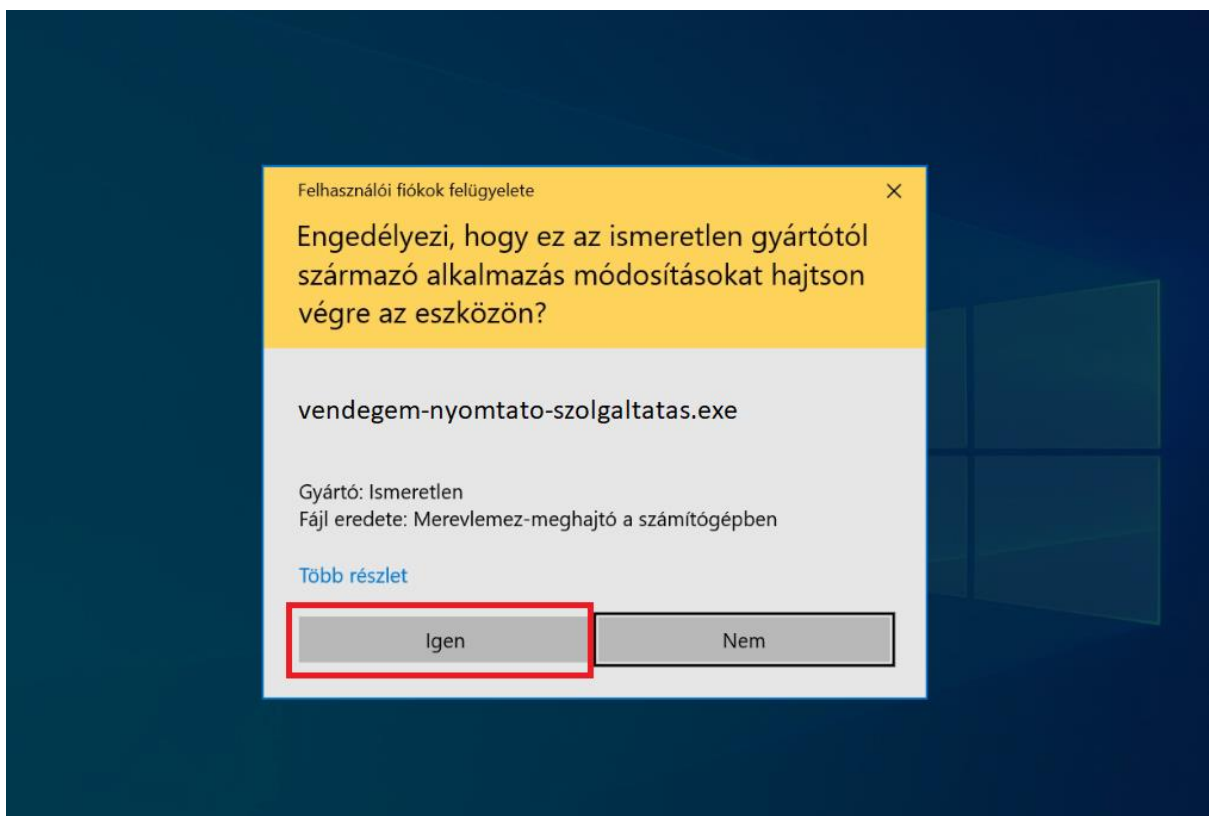 Felhasználói fiókok felügyelete
Engedélyezi, hogy ez az ismeretlen gyártótól
származó alkalmazás módosításokat hajtson
végre az eszközön?
vendegem-nyomtato-szolgaltatas.exe
Gyártó: Ismeretlen
Fájl eredete: Merevlemez-meghajtó a számítógépben
Több részlet
Igen
Nem